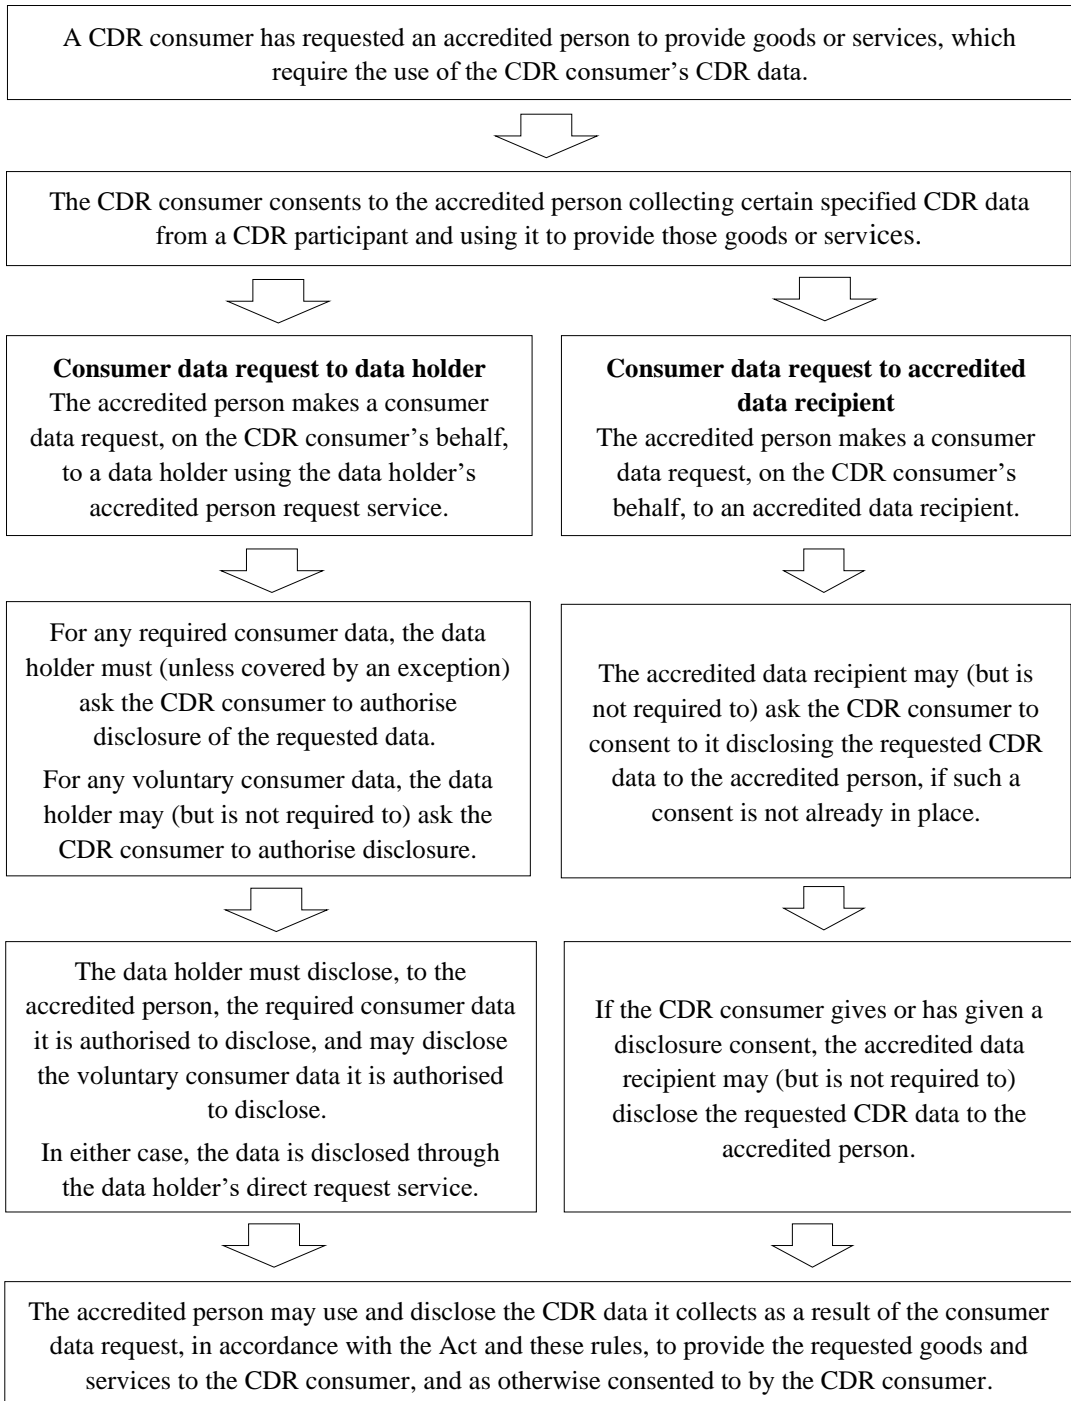 A CDR consumer has requested an accredited person to provide goods or services, which
require the use of the CDR consumer’s CDR data.
The CDR consumer consents to the accredited person collecting certain specified CDR data
from a CDR participant and using it to provide those goods or services.
Consumer data request to data holder
The accredited person makes a consumer
data request, on the CDR consumer’s behalf,
to a data holder using the data holder’s
accredited person request service.
Consumer data request to accredited
data recipient
The accredited person makes a consumer
data request, on the CDR consumer’s
behalf, to an accredited data recipient.
For any required consumer data, the data
holder must (unless covered by an exception)
ask the CDR consumer to authorise
disclosure of the requested data.
For any voluntary consumer data, the data
holder may (but is not required to) ask the
CDR consumer to authorise disclosure.
The accredited data recipient may (but is
not required to) ask the CDR consumer to
consent to it disclosing the requested CDR
data to the accredited person, if such a
consent is not already in place.
The data holder must disclose, to the
accredited person, the required consumer data
it is authorised to disclose, and may disclose
the voluntary consumer data it is authorised
to disclose.
In either case, the data is disclosed through
the data holder’s direct request service.
If the CDR consumer gives or has given a
disclosure consent, the accredited data
recipient may (but is not required to)
disclose the requested CDR data to the
accredited person.
The accredited person may use and disclose the CDR data it collects as a result of the consumer
data request, in accordance with the Act and these rules, to provide the requested goods and
services to the CDR consumer, and as otherwise consented to by the CDR consumer.